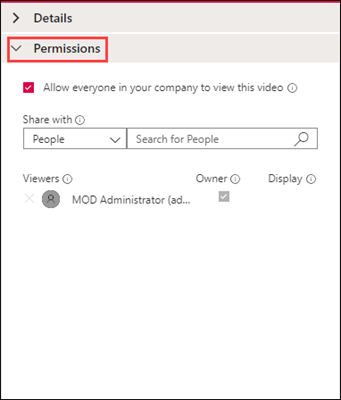 Details
Permissions
Allow everyone in your company to view this video
Share with
People Search for People
Viewers Owner Display
MOD Administrator (ad...